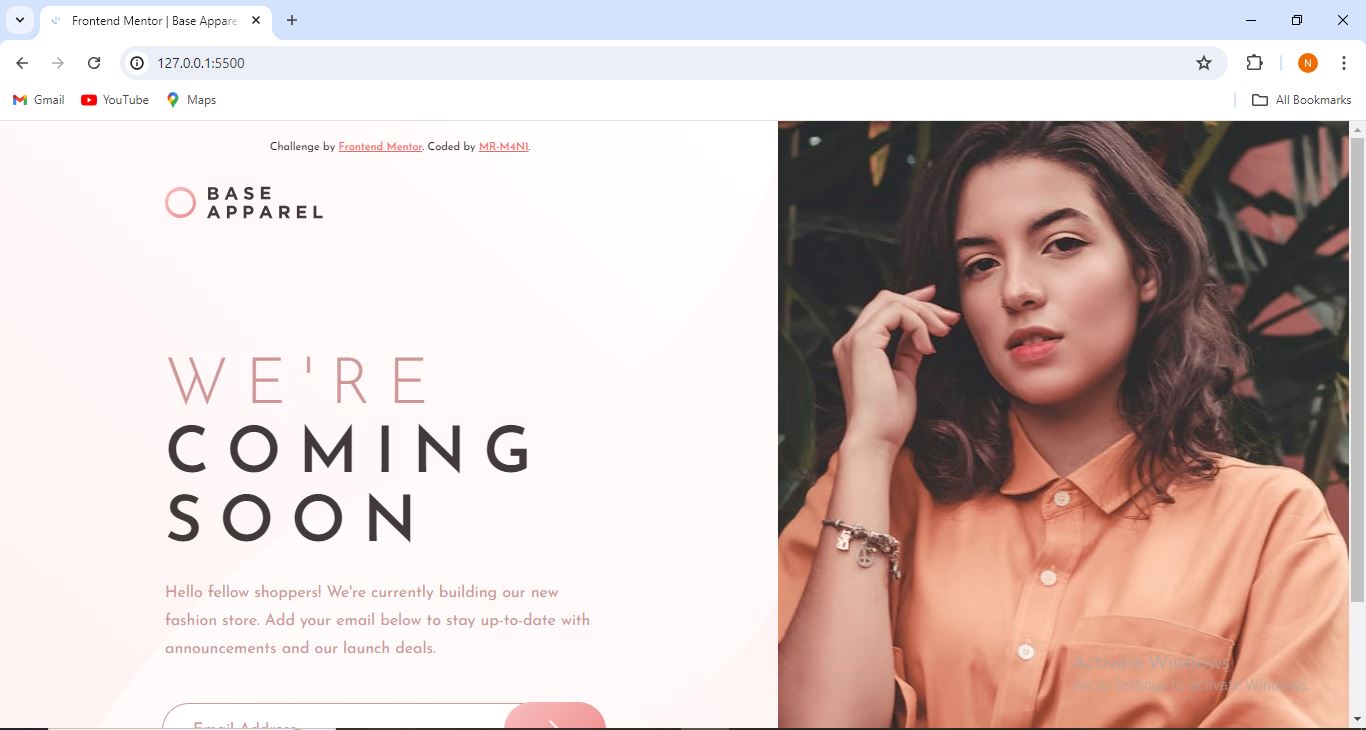 Frontend Mentor | Base Appare
127.0.0.1:5500
N
Gmail
YouTube
Maps
All Bookmarks
Challenge by Frontend Mentor. Coded by MR-M4N1.
BASE
APPAREL
WE'RE
COMING
SOON
Hello fellow shoppers! We're currently building our new
fashion store. Add your email below to stay up-to-date with
announcements and our launch deals.
Email Address
Activate Windows
Go to Settings to activate Windows.